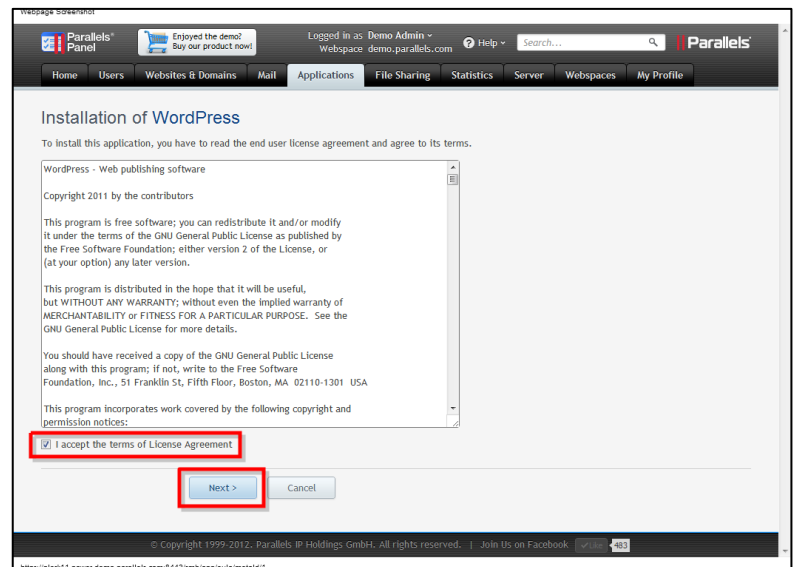 Webpage Screenshot
Parallels® Panel
Enjoyed the demo?
Buy our product now!
Logged in as Demo Admin
Webspace demo.parallels.com
Help
Search...
Parallels
Home Users Websites & Domains Mail Applications File Sharing Statistics Server Webspaces My Profile
Installation of WordPress
To install this application, you have to read the end user license agreement and agree to its terms.
WordPress - Web publishing software
Copyright 2011 by the contributors
This program is free software; you can redistribute it and/or modify
it under the terms of the GNU General Public License as published by
the Free Software Foundation; either version 2 of the License, or
(at your option) any later version.
This program is distributed in the hope that it will be useful,
but WITHOUT ANY WARRANTY; without even the implied warranty of
MERCHANTABILITY or FITNESS FOR A PARTICULAR PURPOSE.  See the
GNU General Public License for more details.
You should have received a copy of the GNU General Public License
along with this program; if not, write to the Free Software
Foundation, Inc., 51 Franklin St, Fifth Floor, Boston, MA  02110-1301  USA
This program incorporates work covered by the following copyright and
permission notices:
I accept the terms of License Agreement
Next >
Cancel
© Copyright 1999-2012, Parallels IP Holdings GmbH. All rights reserved. | Join Us on Facebook Like 483